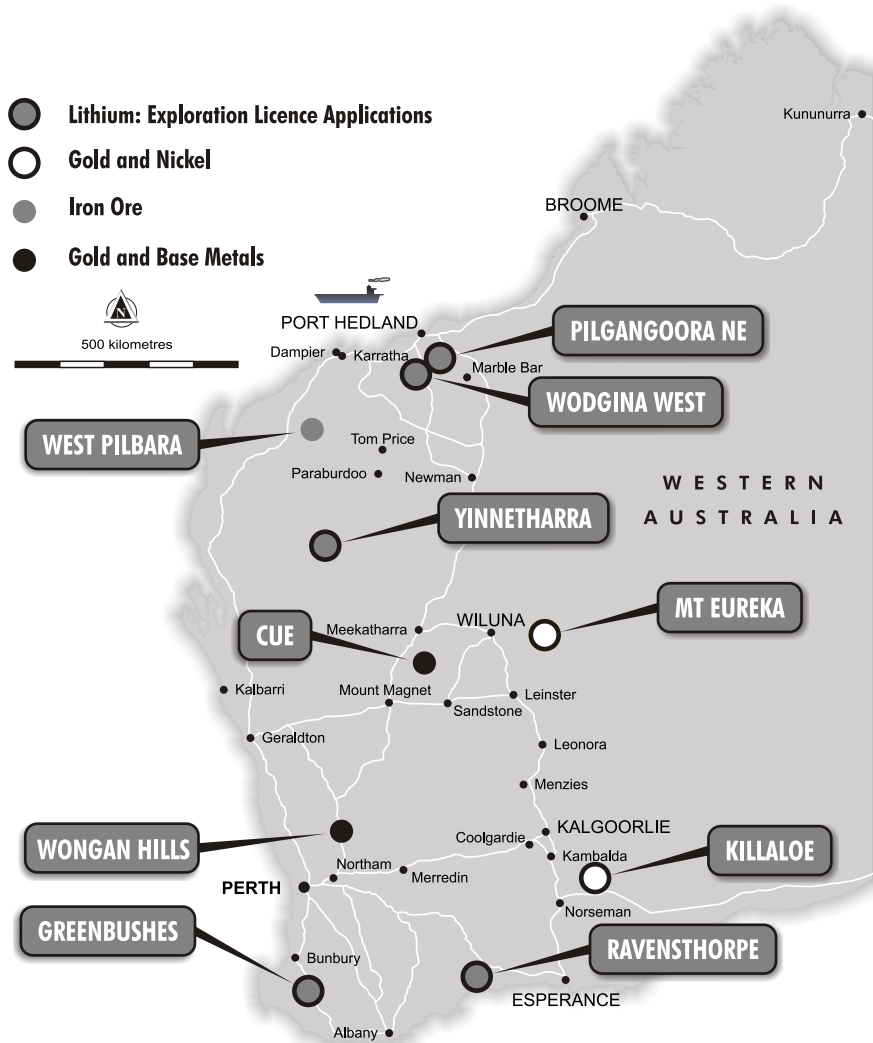 Lithium: Exploration Licence Applications
Gold and Nickel
Iron Ore
Gold and Base Metals
N
500 kilometres
Kununurra
BROOME
PORT HEDLAND
PILGANGOORA NE
Dampier
Karratha
Marble Bar
WODGINA WEST
WEST PILBARA
Tom Price
Paraburdoo
Newman
WESTERN
AUSTRALIA
YINNETHARRA
MT EUREKA
CUE
Meekatharra
WILUNA
Kalbarri
Mount Magnet
Sandstone
Leinster
Geraldton
Leonora
Menzies
WONGAN HILLS
Coolgardie
KALGOORLIE
Kambalda
KILLALOE
Northam
Merredin
PERTH
Norseman
GREENBUSHES
Bunbury
RAVENSTHORPE
ESPERANCE
Albany